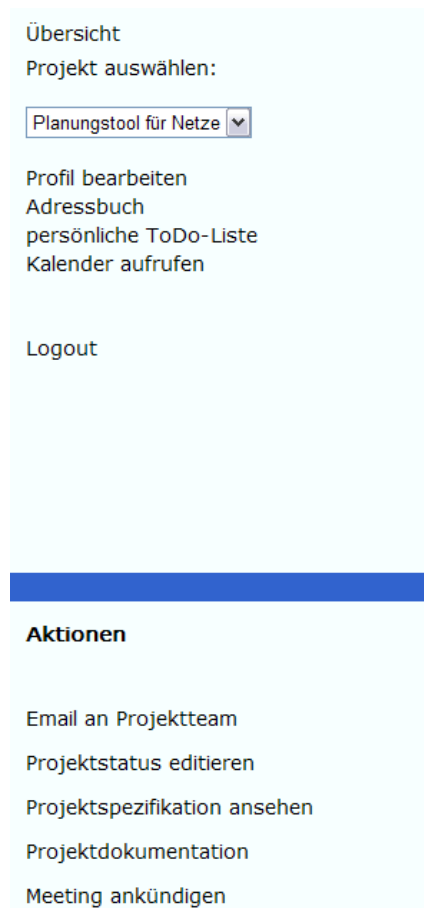 Übersicht
Projekt auswählen:
Planungstool für Netze
Profil bearbeiten
Adressbuch
persönliche ToDo-Liste
Kalender aufrufen
Logout
Aktionen
Email an Projektteam
Projektstatus editieren
Projektspezifikation ansehen
Projektdokumentation
Meeting ankündigen